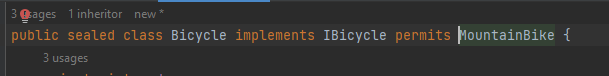 3 usages 1 inheritor new *
public sealed class Bicycle implements IBicycle permits MountainBike {
3 usages